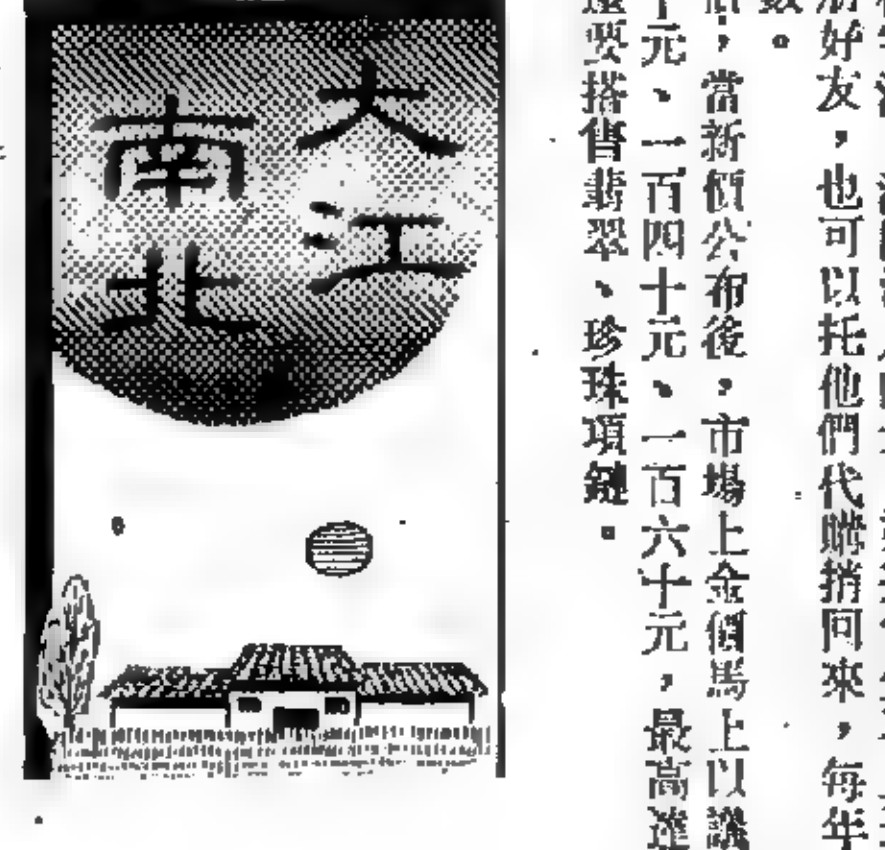 好友，也可以托他們代購捎回來，每年
數。
價，當新價公布後，市場上金價馬上以議
十元、一百四十元、一百六十元，最高達
還要搭售翡翠、珍珠項鏈。
大江
南北